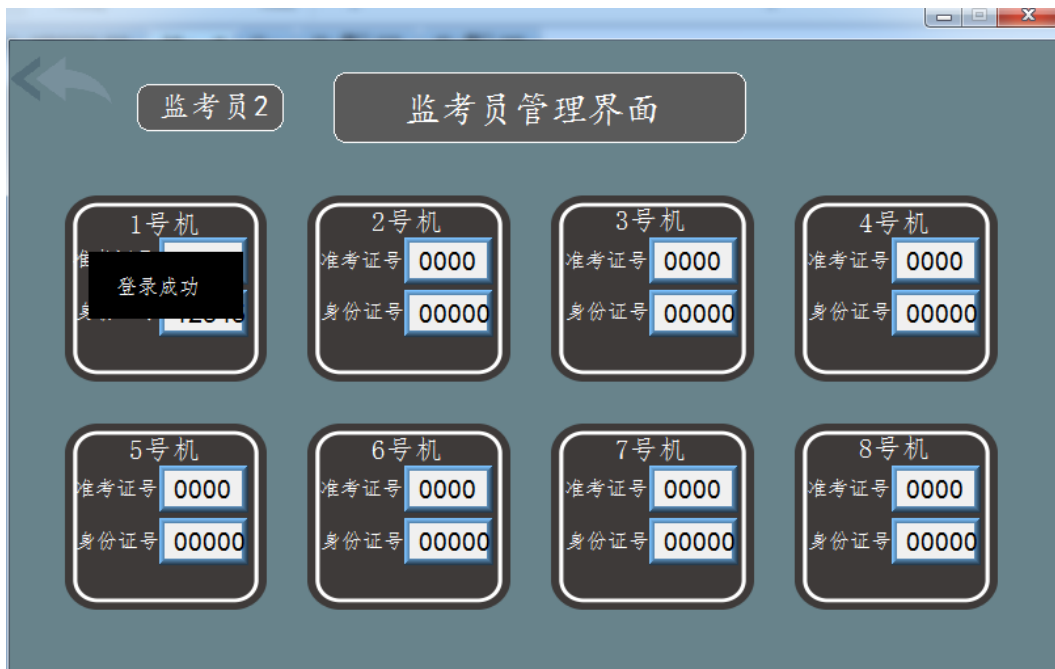 监考员2
监考员管理界面
1号机
登录成功
2号机
准考证号 0000
身份证号 00000
3号机
准考证号 0000
身份证号 00000
4号机
准考证号 0000
身份证号 00000
5号机
准考证号 0000
身份证号 00000
6号机
准考证号 0000
身份证号 00000
7号机
准考证号 0000
身份证号 00000
8号机
准考证号 0000
身份证号 00000